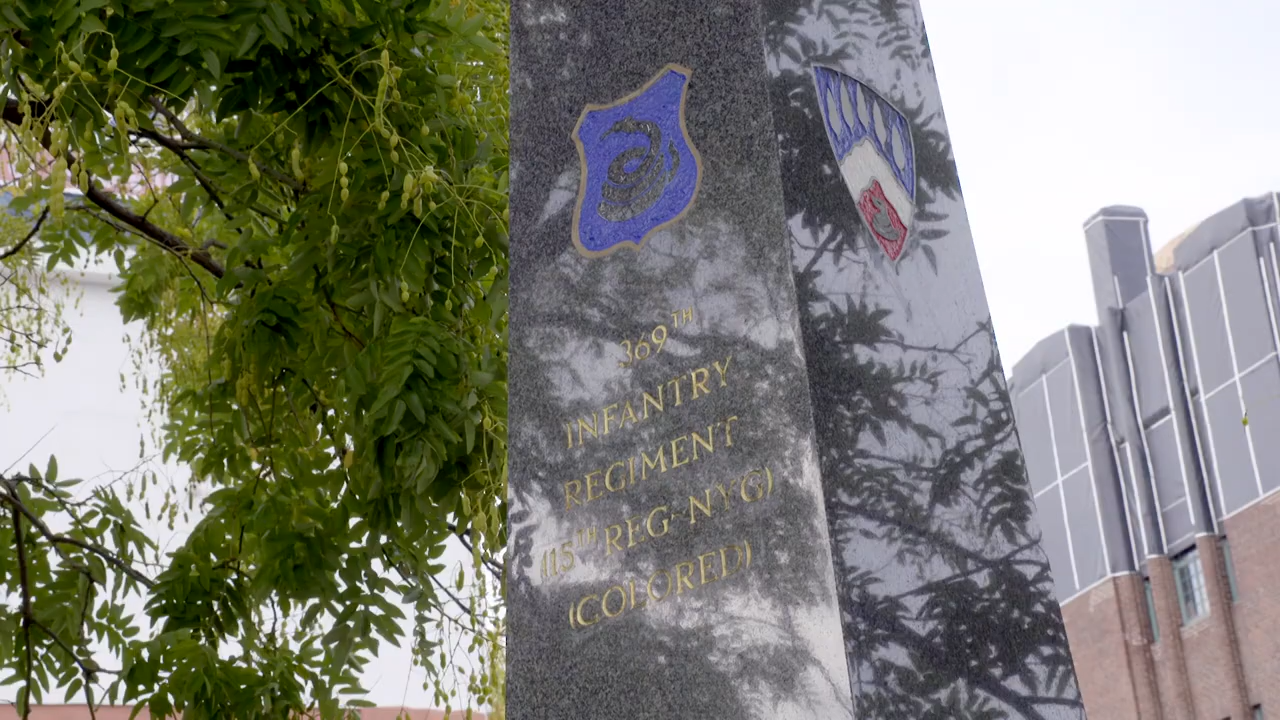 369TH
INFANTRY
REGIMENT
(15TH REG~NYG)
(COLORED)